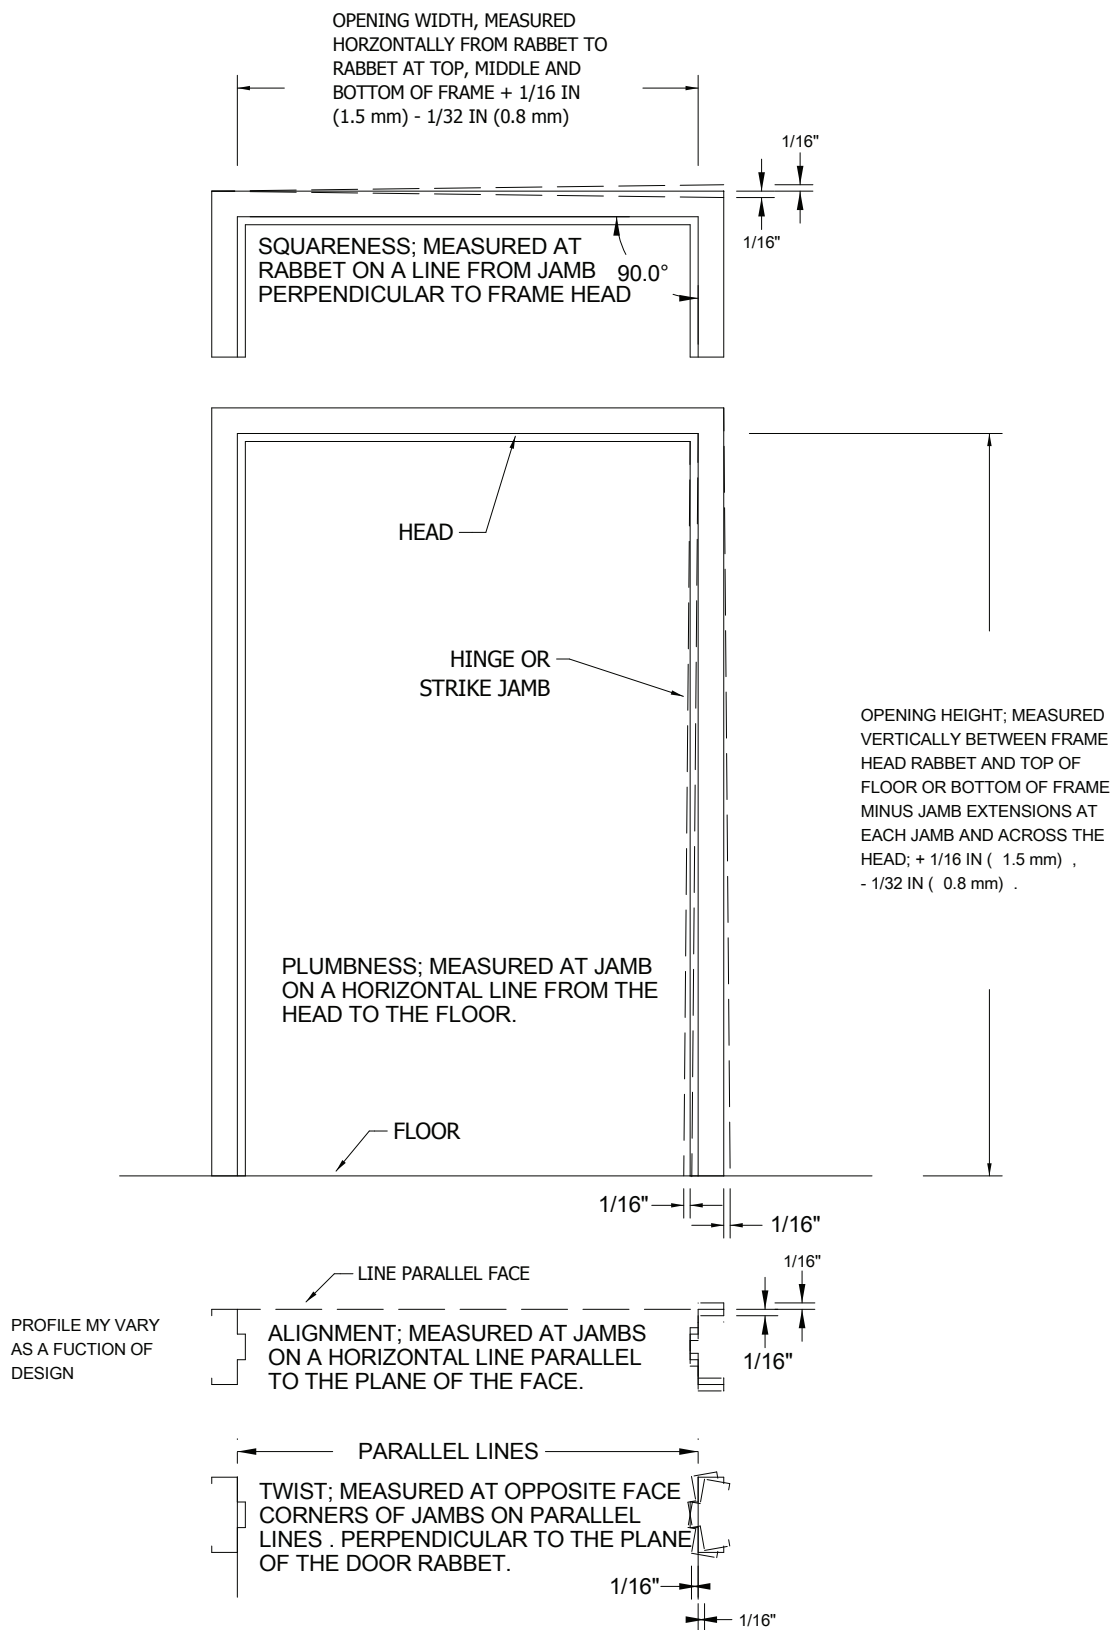 OPENING WIDTH, MEASURED
HORZONTALLY FROM RABBET TO
RABBET AT TOP, MIDDLE AND
BOTTOM OF FRAME + 1/16 IN
(1.5 mm) - 1/32 IN (0.8 mm)
1/16"
1/16"
SQUARENESS; MEASURED AT
RABBET ON A LINE FROM JAMB
PERPENDICULAR TO FRAME HEAD
90.0°
HEAD
HINGE OR
STRIKE JAMB
OPENING HEIGHT; MEASURED
VERTICALLY BETWEEN FRAME
HEAD RABBET AND TOP OF
FLOOR OR BOTTOM OF FRAME
MINUS JAMB EXTENSIONS AT
EACH JAMB AND ACROSS THE
HEAD; + 1/16 IN ( 1.5 mm) ,
- 1/32 IN ( 0.8 mm) .
PLUMBNESS; MEASURED AT JAMB
ON A HORIZONTAL LINE FROM THE
HEAD TO THE FLOOR.
FLOOR
1/16"
1/16"
LINE PARALLEL FACE
1/16"
1/16"
PROFILE MY VARY
AS A FUCTION OF
DESIGN
ALIGNMENT; MEASURED AT JAMBS
ON A HORIZONTAL LINE PARALLEL
TO THE PLANE OF THE FACE.
PARALLEL LINES
TWIST; MEASURED AT OPPOSITE FACE
CORNERS OF JAMBS ON PARALLEL
LINES . PERPENDICULAR TO THE PLANE
OF THE DOOR RABBET.
1/16"
1/16"